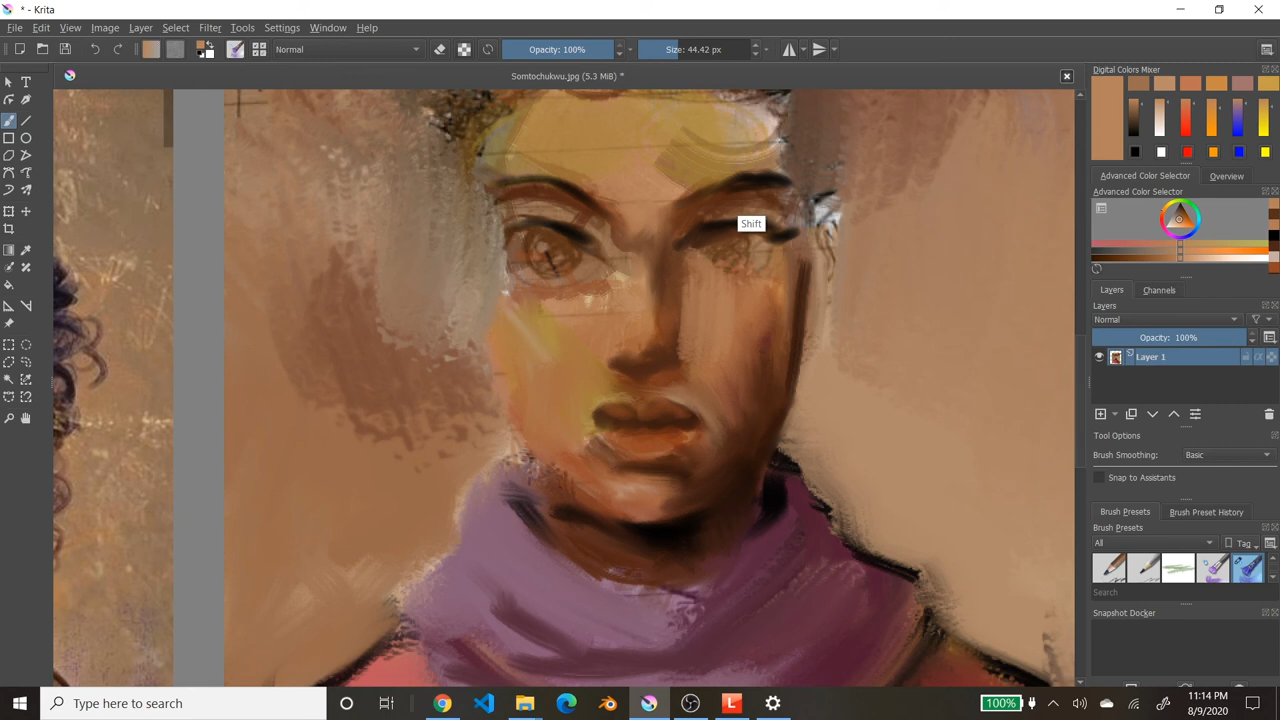 * - Krita
File Edit View Image Layer Select Filter Tools Settings Window Help
Normal Opacity: 100% Size: 44.42 px
Somtochukwu.jpg (5.3 MiB) *
Digital Colors Mixer
Advanced Color Selector Overview
Advanced Color Selector
Shift
Layers Channels
Layers
Normal
Opacity: 100%
Layer 1
Tool Options
Brush Smoothing: Basic
Snap to Assistants
Brush Presets Brush Preset History
Brush Presets
All Tag
Search
Snapshot Docker
Type here to search
100%
11:14 PM
8/9/2020